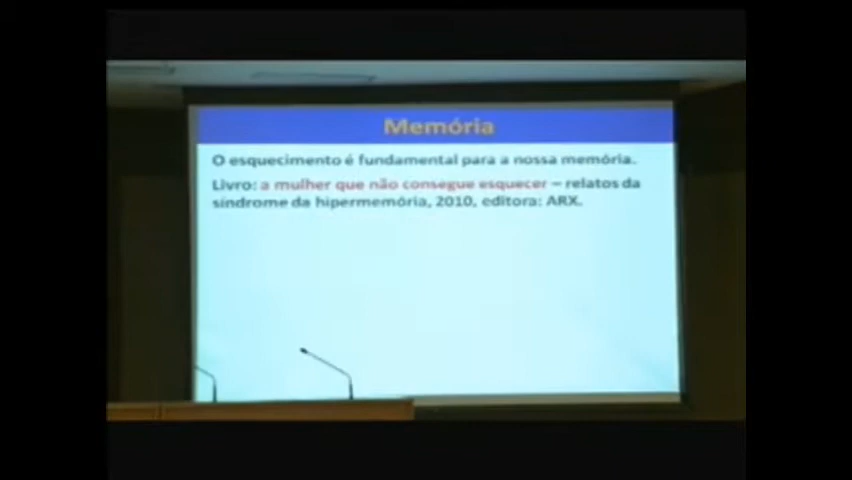 Memória
O esquecimento é fundamental para a nossa memória.
Livro: a mulher que não consegue esquecer – relatos da
síndrome da hipermemória, 2010, editora: ARX.